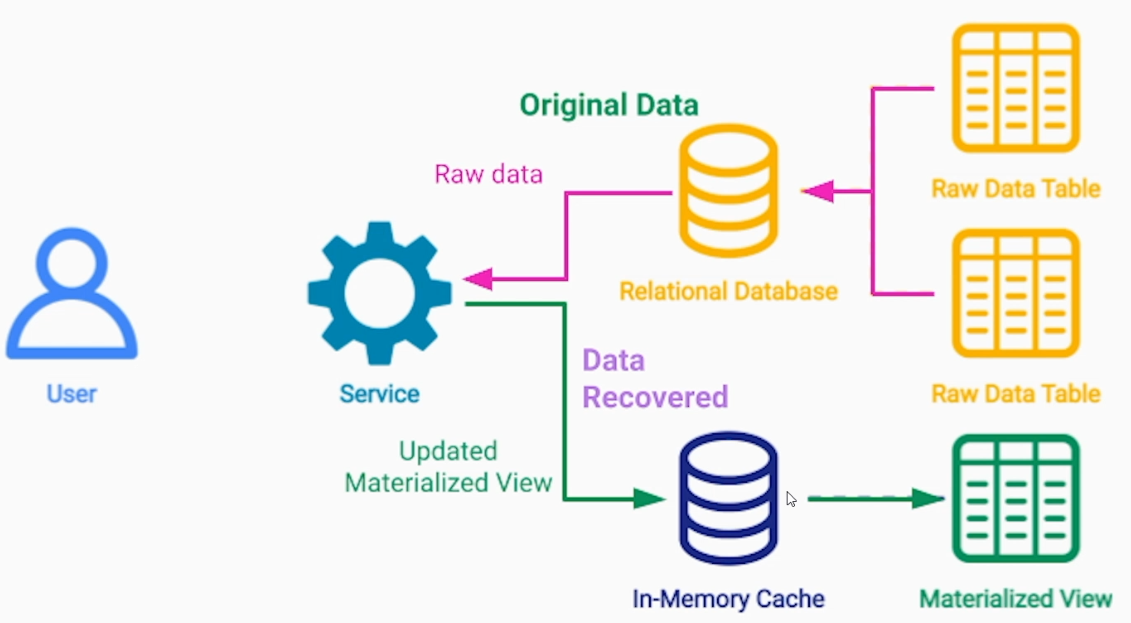 Original Data
Raw data
Raw Data Table
Relational Database
Data
Recovered
User
Service
Raw Data Table
Updated
Materialized View
In-Memory Cache
Materialized View